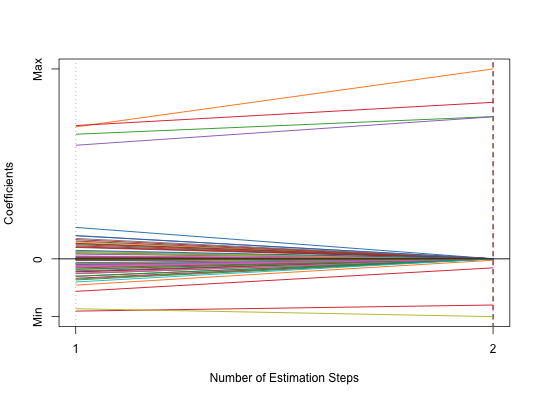 Max
0
Min
Coefficients
1
2
Number of Estimation Steps